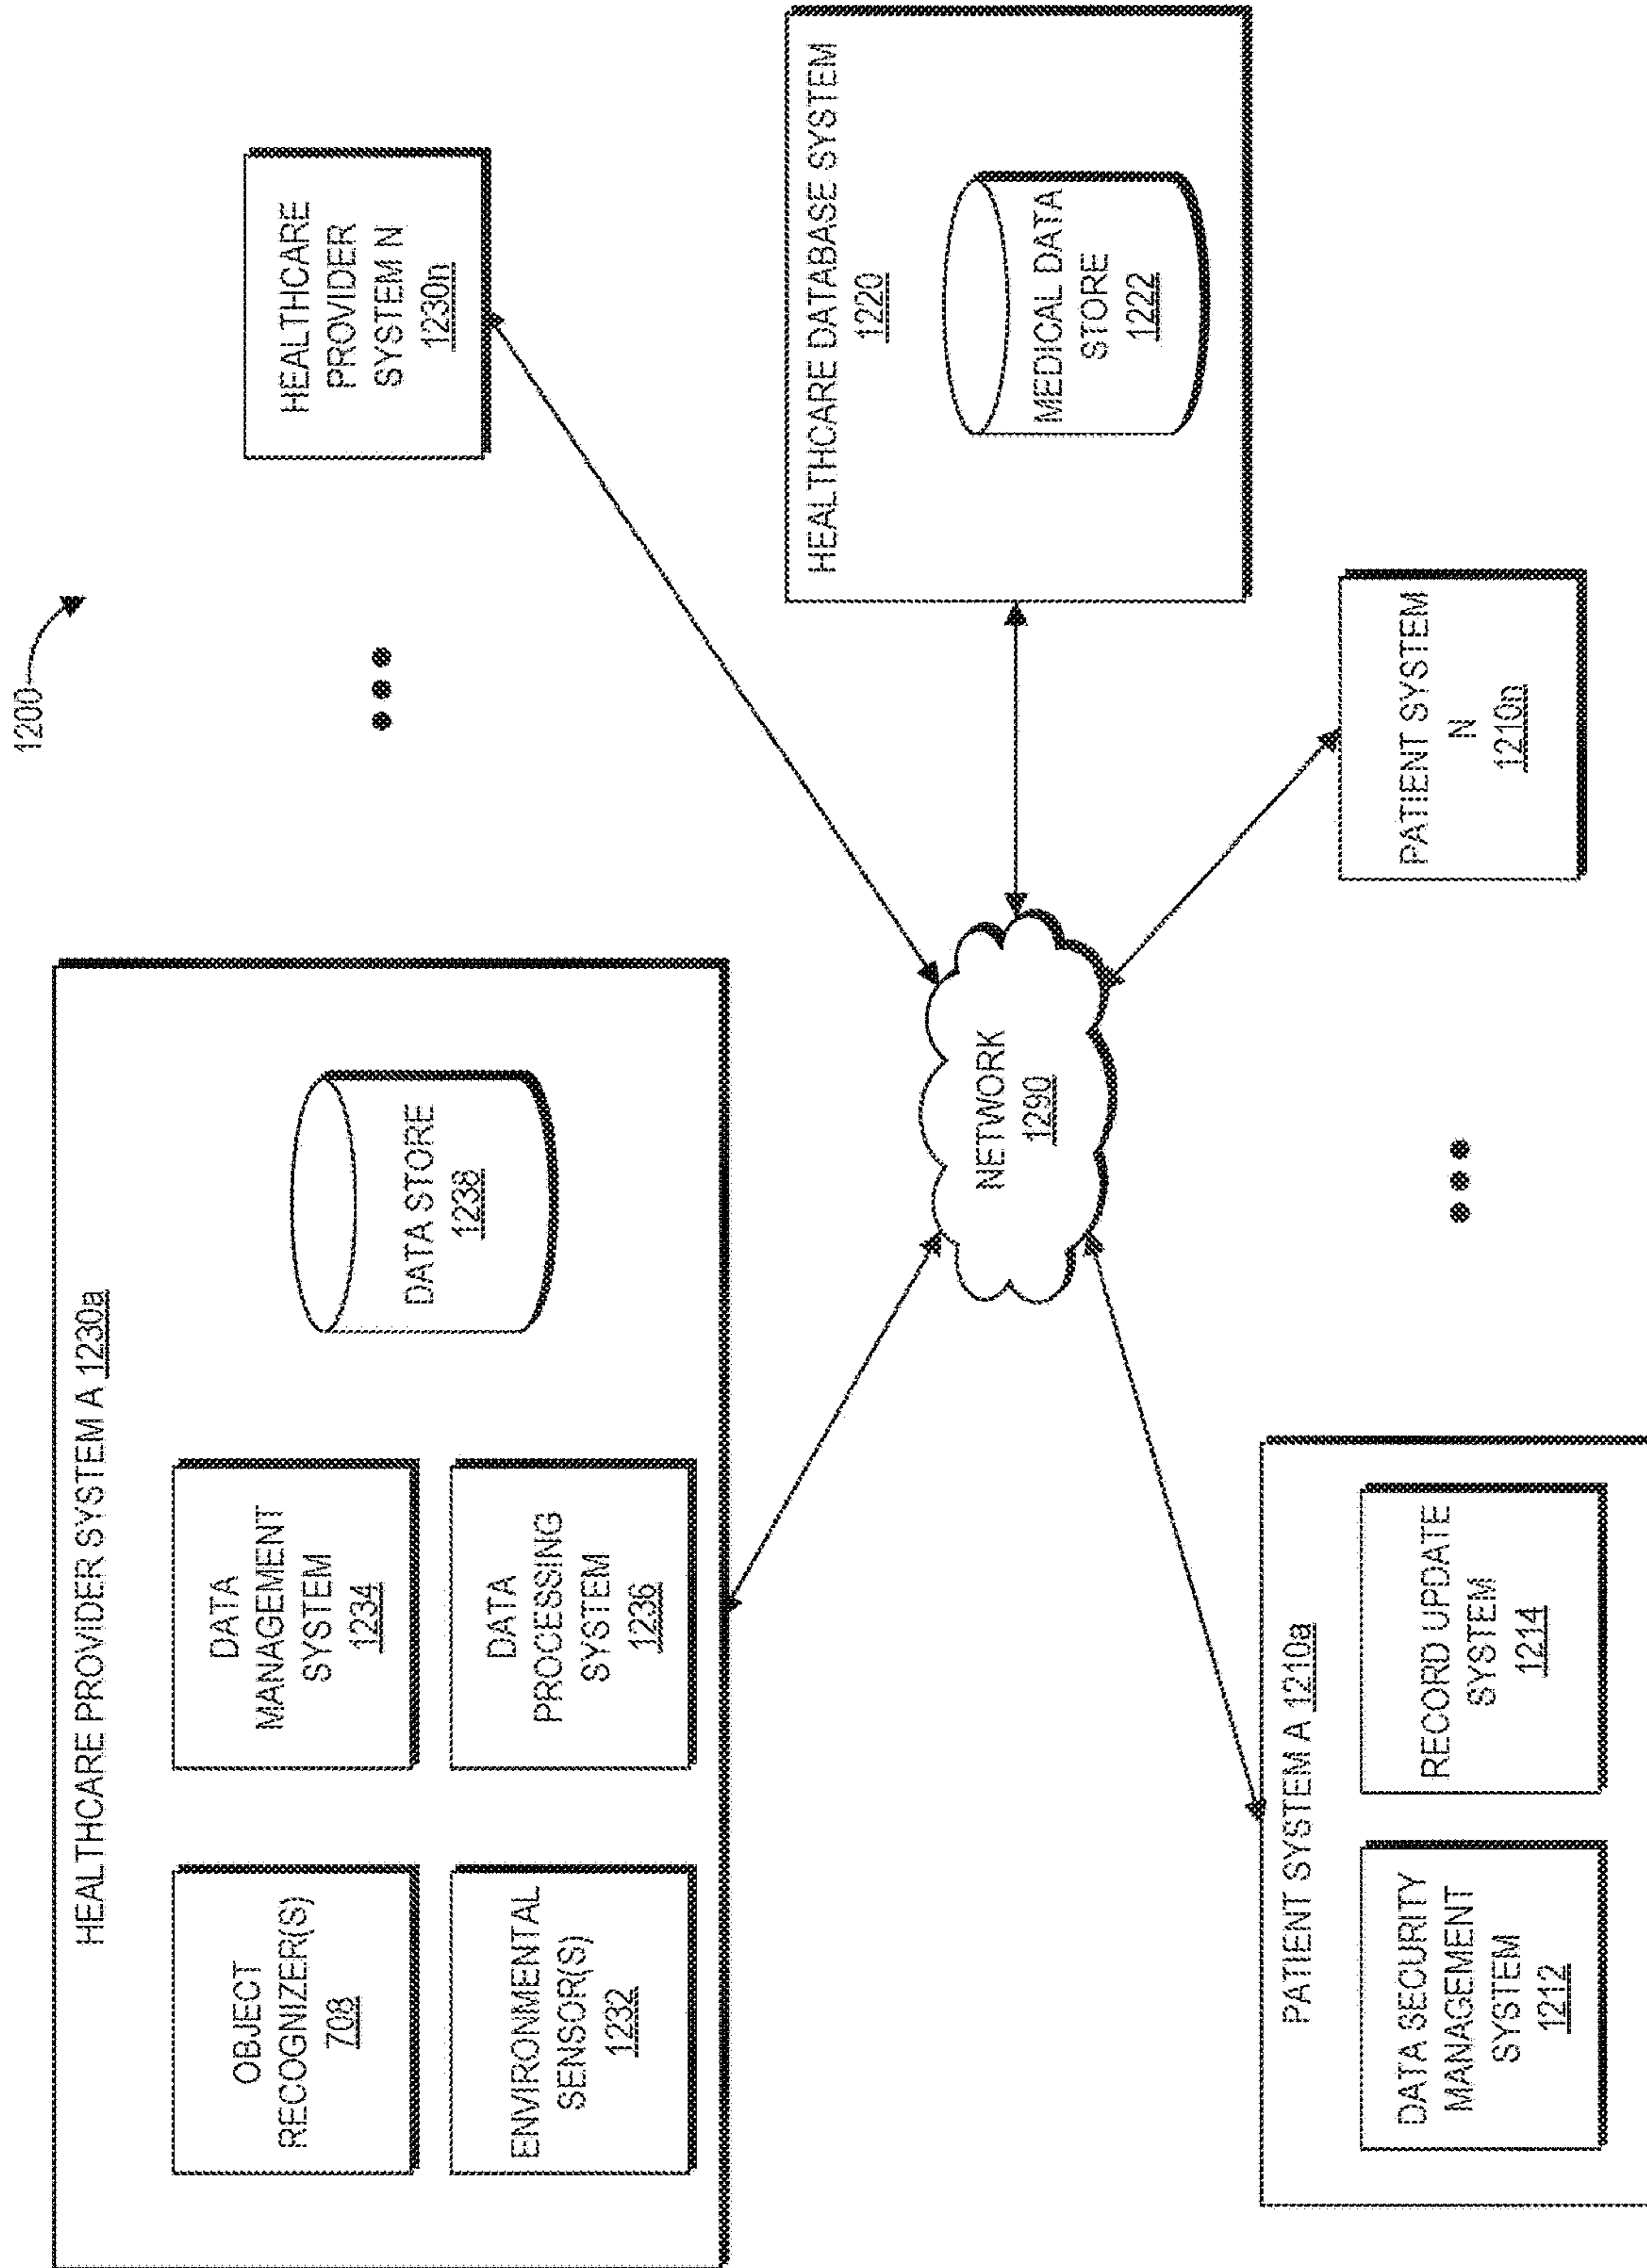 1200
HEALTHCARE PROVIDER SYSTEM A 1230a
OBJECT
RECOGNIZER(S)
708
DATA
MANAGEMENT
SYSTEM
1234
ENVIRONMENTAL
SENSOR(S)
1232
DATA
PROCESSING
SYSTEM
1236
DATA STORE
1238
HEALTHCARE
PROVIDER
SYSTEM N
1230n
NETWORK
1290
HEALTHCARE DATABASE SYSTEM
1220
MEDICAL DATA
STORE
1222
PATIENT SYSTEM A 1210a
DATA SECURITY
MANAGEMENT
SYSTEM
1212
RECORD UPDATE
SYSTEM
1214
PATIENT SYSTEM
N
1210n